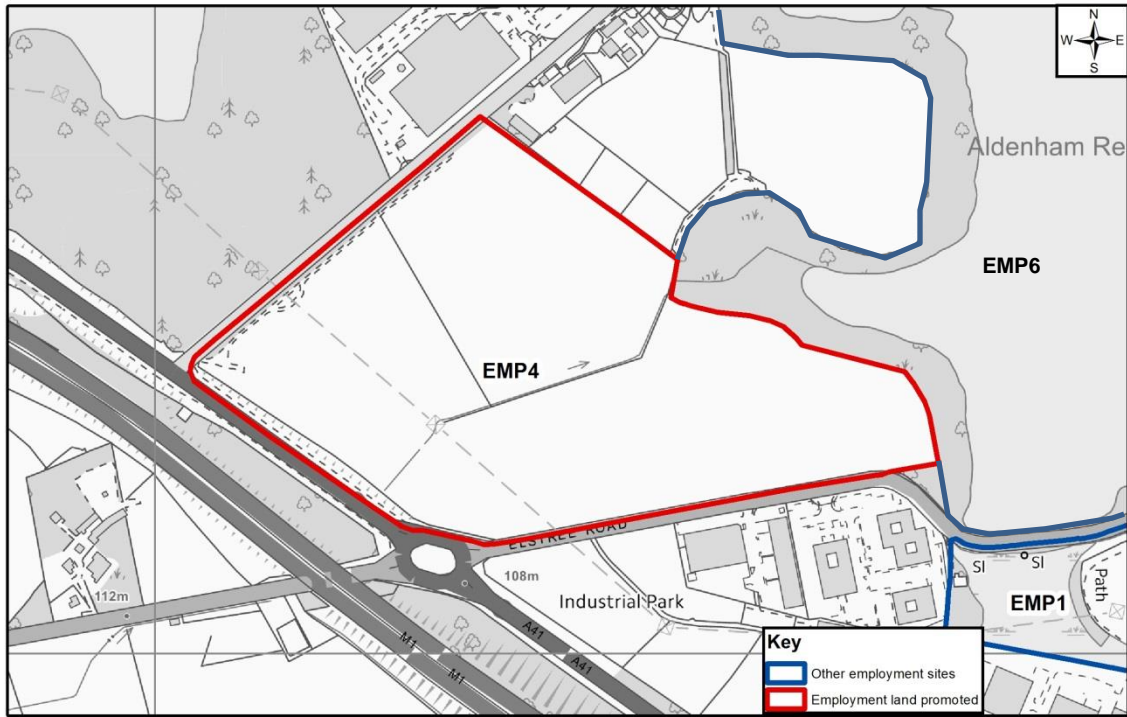 N
W E
S
Aldenham Re
EMP6
EMP4
ELSTREE ROAD
108m
112m
Industrial Park
SI
SI
Path
EMP1
M1
M1
A41
A41
Key
Other employment sites
Employment land promoted